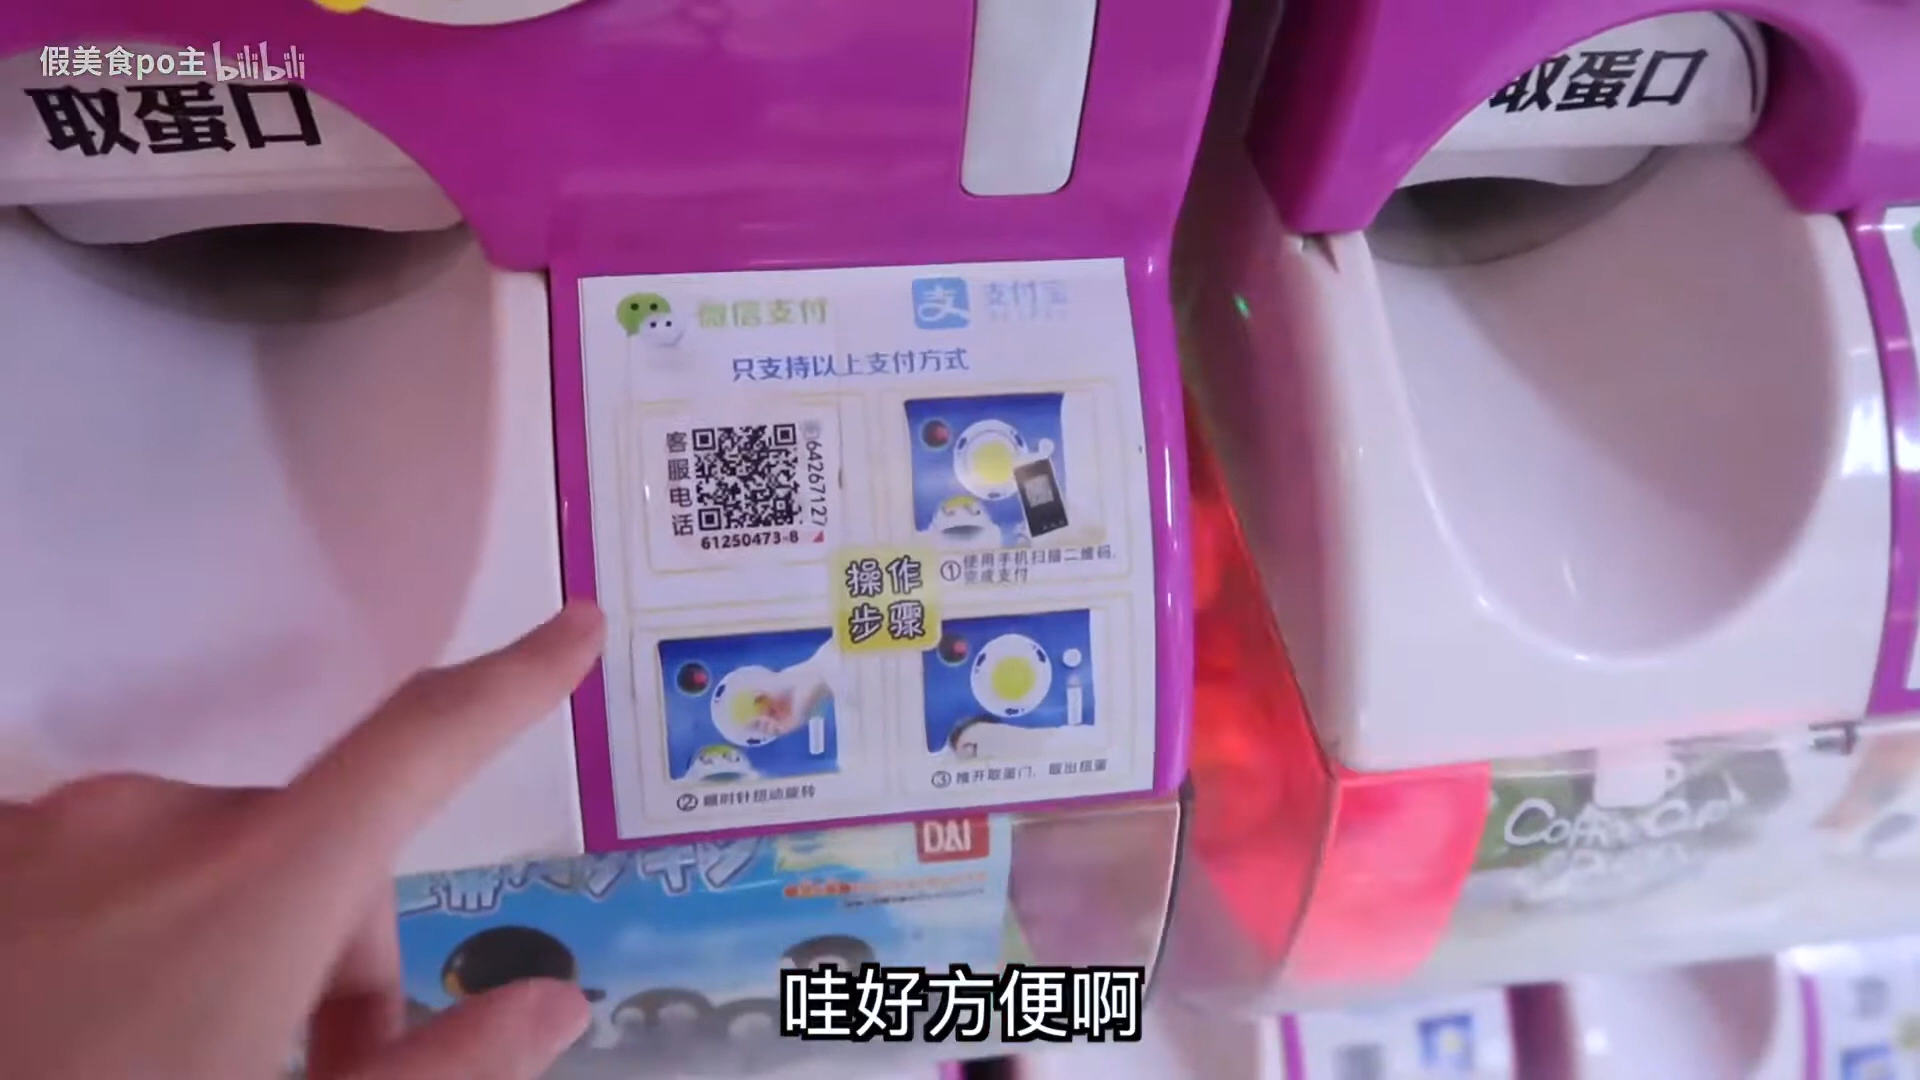 假美食po主 bilibili
取蛋口
取蛋口
微信支付
支付宝
只支持以上支付方式
客服电话
64267127
61250473-8
操作
步骤
①使用手机扫描二维码,
完成支付
②顺时针扭动旋转
③推开取蛋门,取出扭蛋
DAI
哇好方便啊